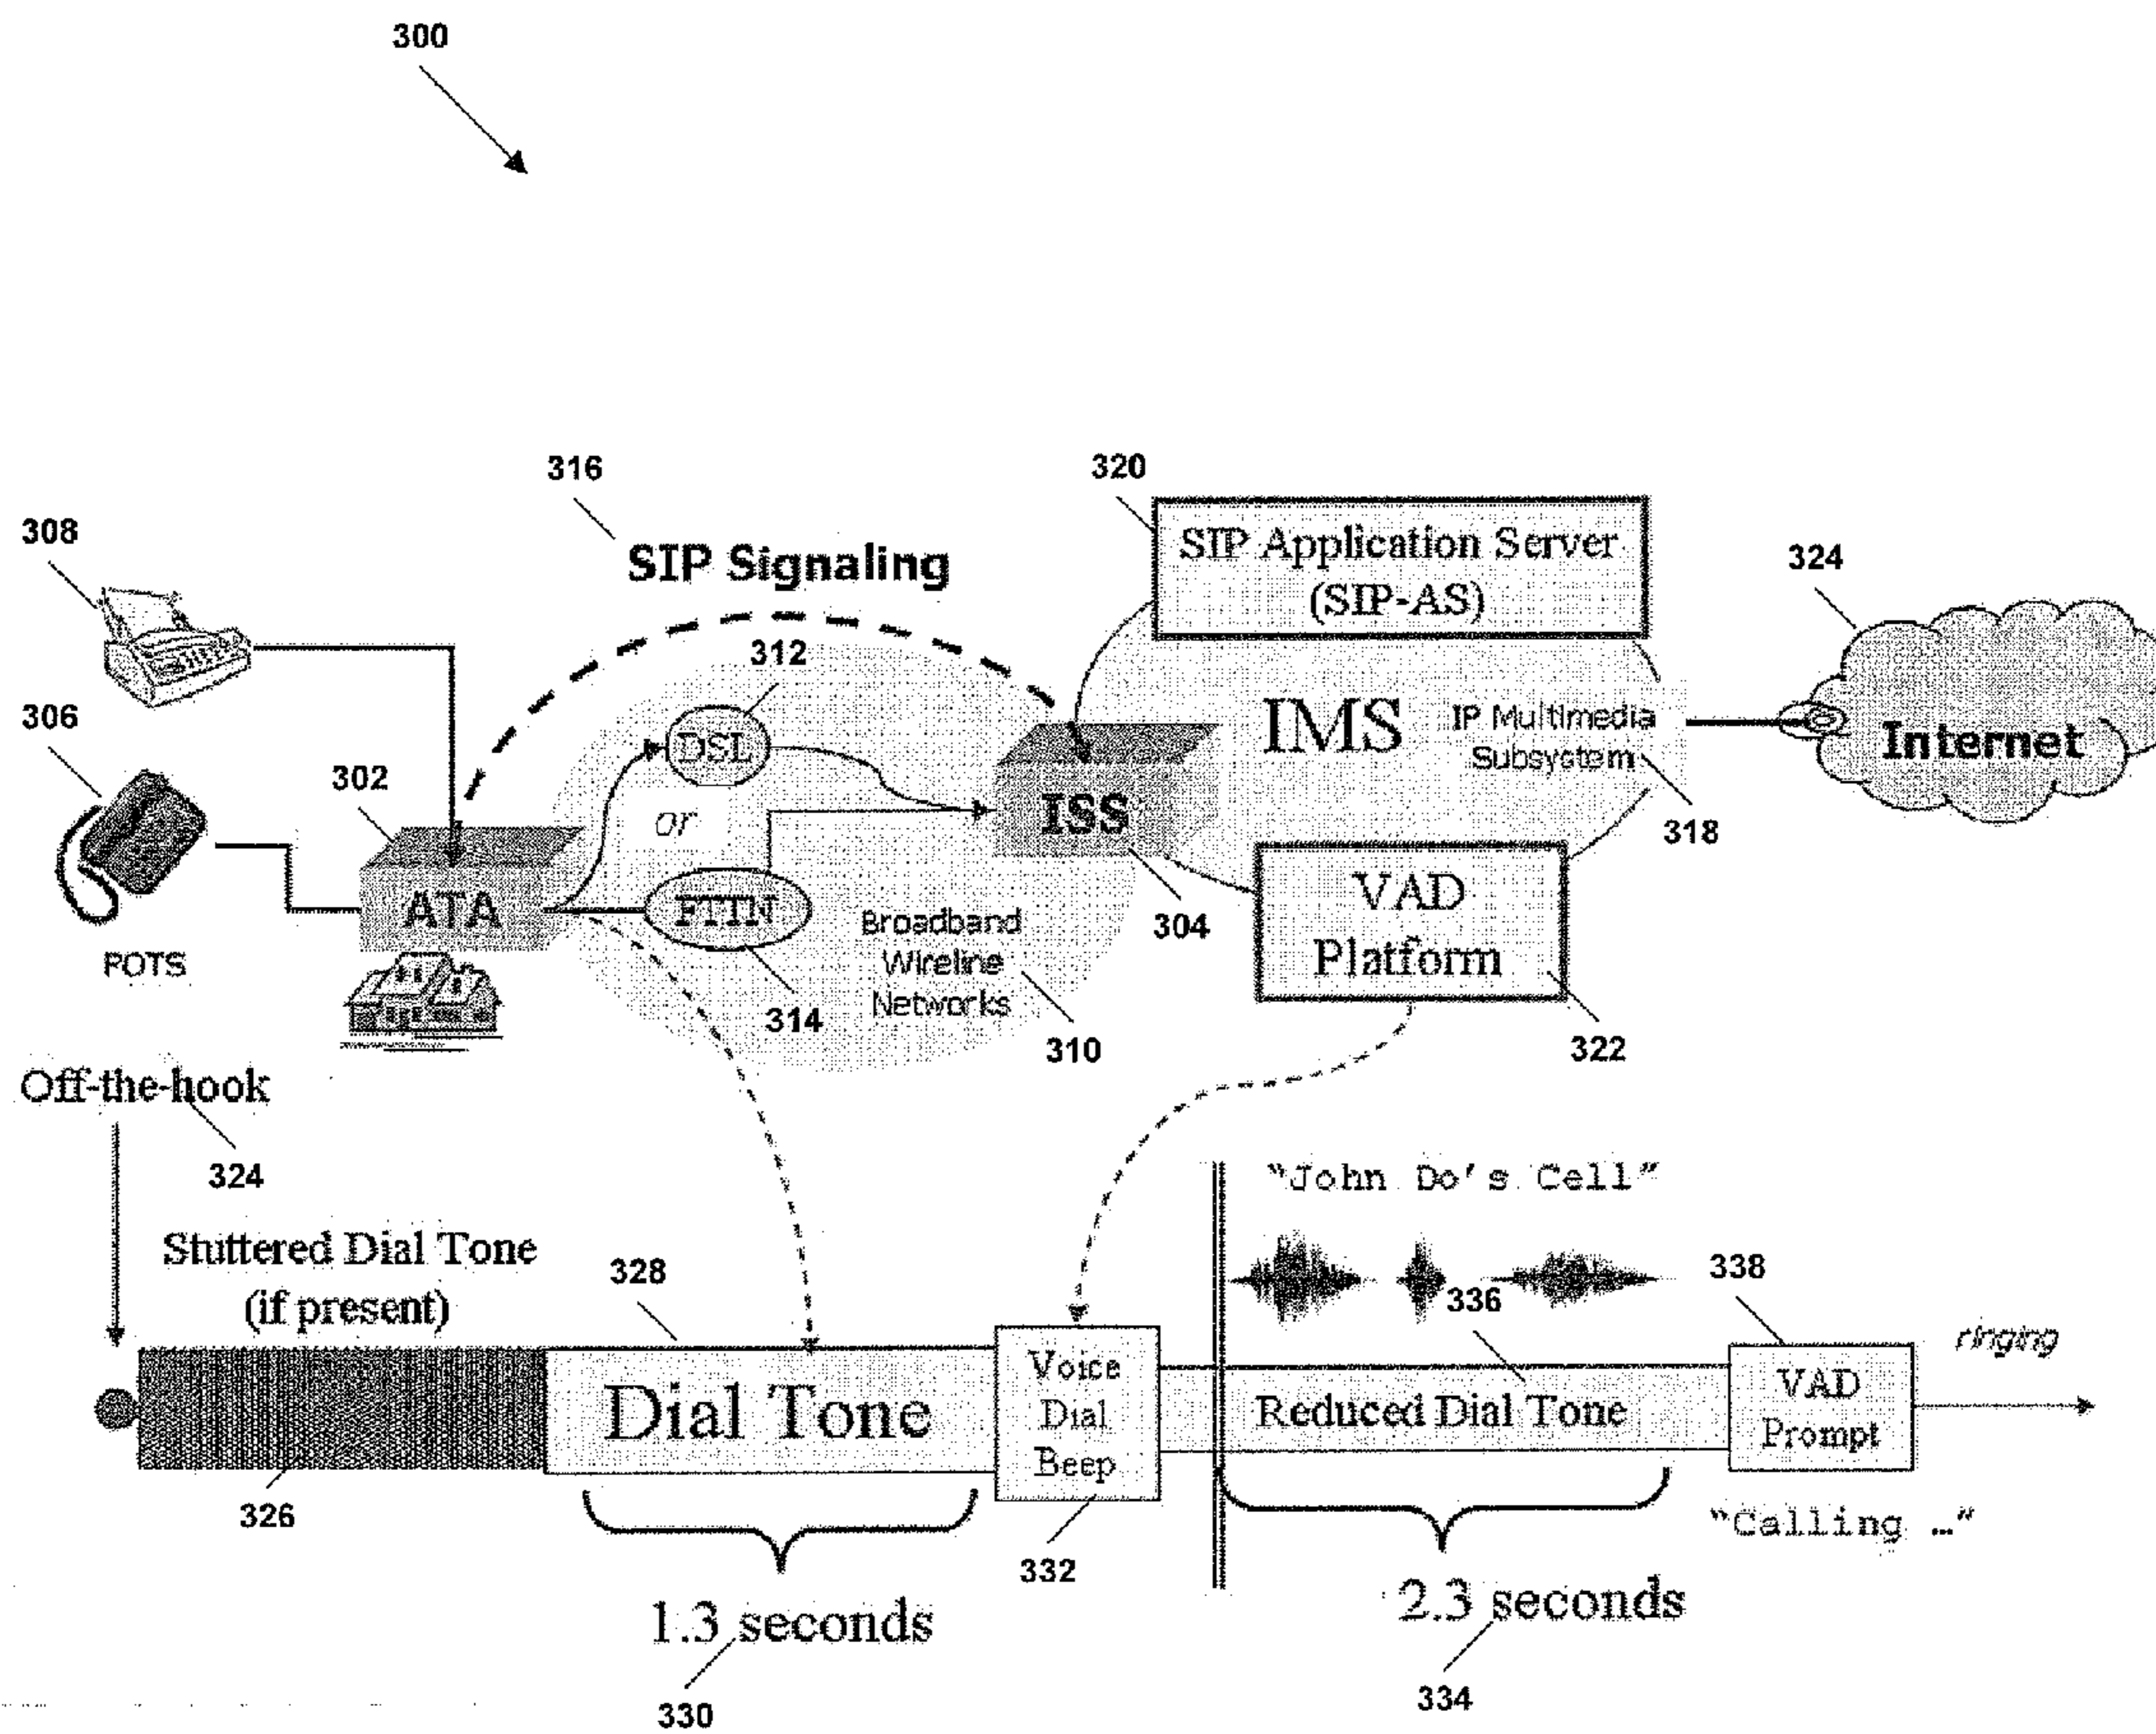 300
316
320
308
SIP Signaling
SIP Application Server
(SIP-AS)
324
312
306
302
DSL
IMS
IP Multimedia
Subsystem
Internet
or
ISS
318
ATA
FTTN
VAD
Platform
POTS
Broadband
Wireline
Networks
304
314
310
322
Off-the-hook
324
"John Do's Cell"
Stuttered Dial Tone
(if present)
328
338
336
ringing
Dial Tone
Voice
Dial
Beep
Reduced Dial Tone
VAD
Prompt
326
"Calling ..."
332
1.3 seconds
2.3 seconds
330
334